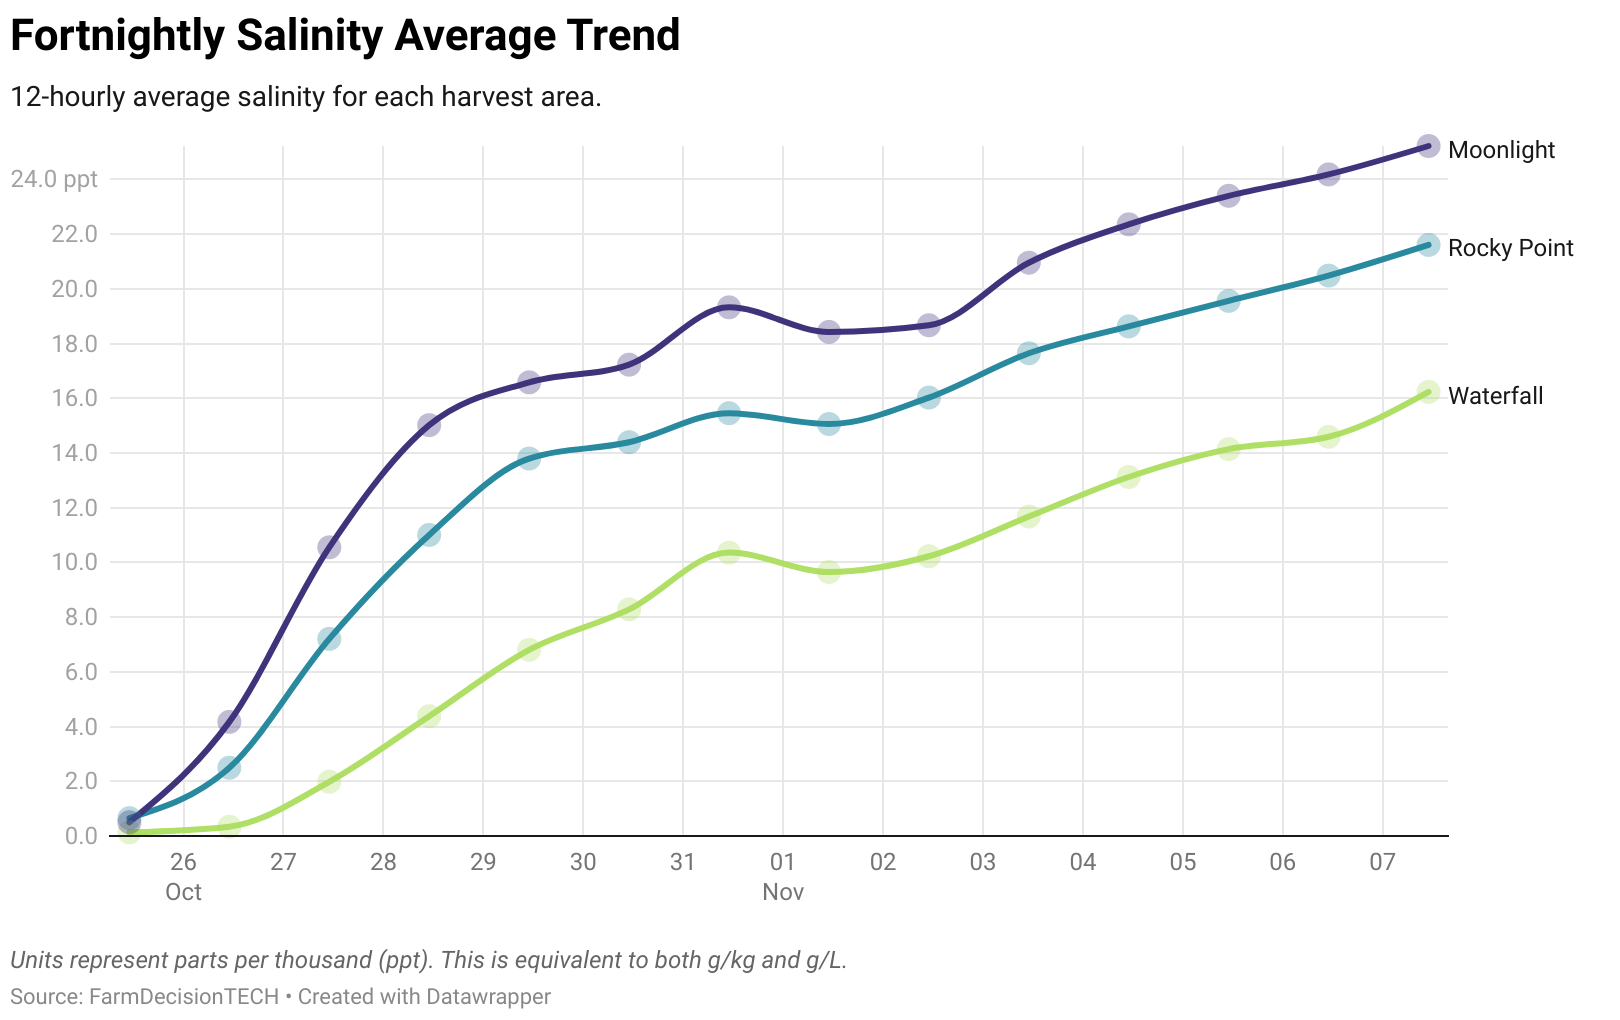 Fortnightly Salinity Average Trend
12-hourly average salinity for each harvest area.
Moonlight
24.0 ppt
22.0
Rocky Point
20.0
18.0
16.0
Waterfall
14.0
12.0
10.0
8.0
6.0
4.0
2.0
0.0
26 27 28 29 30 31 01 02 03 04 05 06 07
Oct Nov
Units represent parts per thousand (ppt). This is equivalent to both g/kg and g/L.
Source: FarmDecisionTECH • Created with Datawrapper